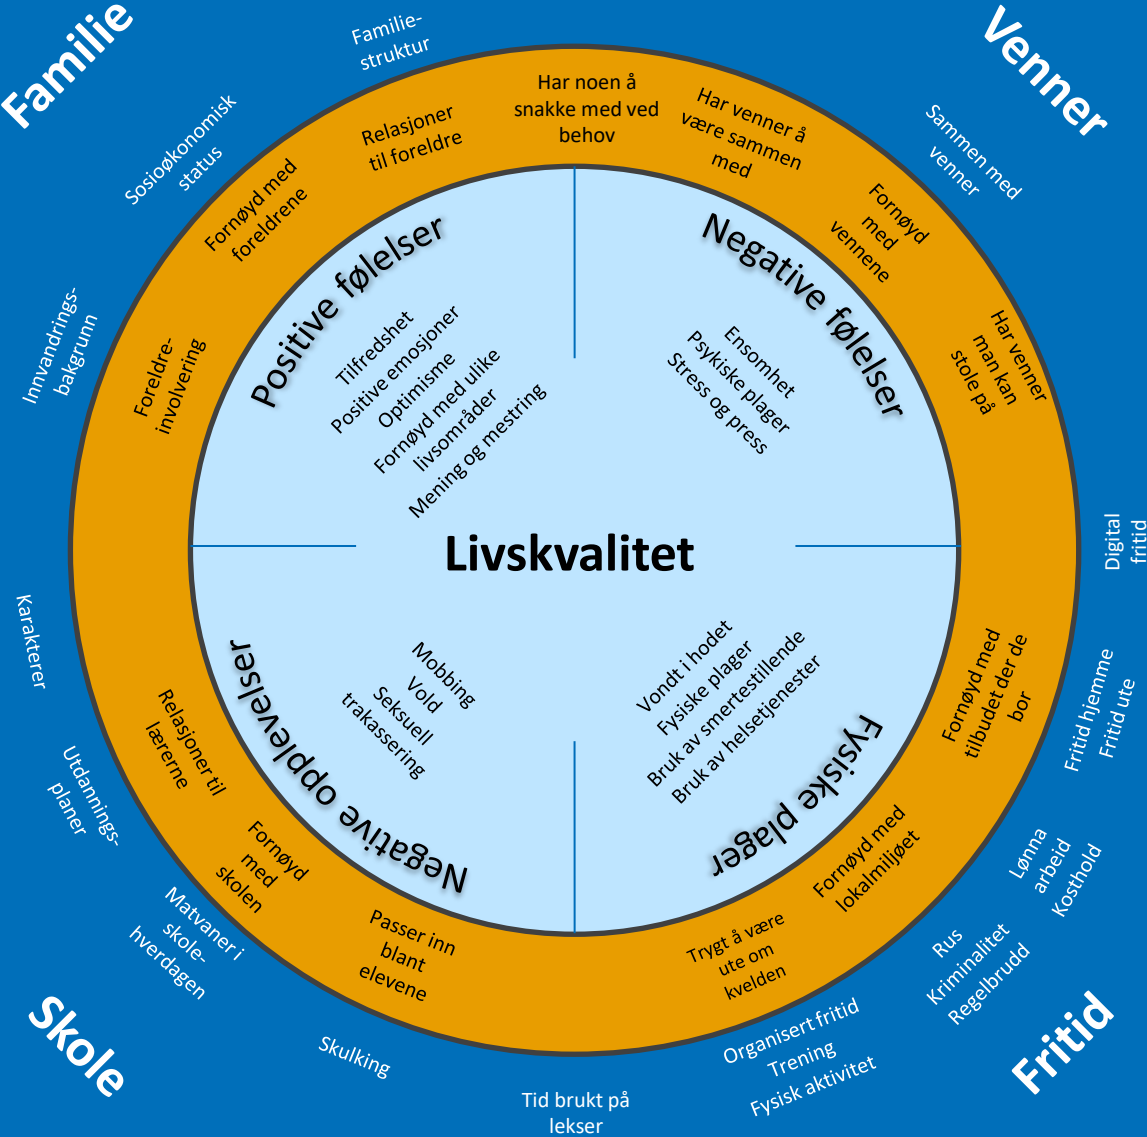 Familie
Venner
Familie-
struktur
Sosioøkonomisk
status
Innvandrings-
bakgrunn
Sammen med
venner
Har noen å
snakke med ved
behov
Relasjoner
til foreldre
Fornøyd med
foreldrene
Foreldre-
involvering
Har venner å
være sammen
med
Fornøyd
med
vennene
Har venner
man kan
stole på
Positive følelser
Tilfredshet
Positive emosjoner
Optimisme
Fornøyd med ulike
livsområder
Mening og mestring
Negative følelser
Ensomhet
Psykiske plager
Stress og press
Livskvalitet
Negative opplevelser
Mobbing
Vold
Seksuell
trakassering
Fysiske plager
Vondt i hodet
Fysiske plager
Bruk av smertestillende
Bruk av helsetjenester
Relasjoner til
lærerne
Fornøyd
med
skolen
Passer inn
blant
elevene
Fornøyd med
tilbudet der de
bor
Fornøyd med
lokalmiljøet
Trygt å være
ute om
kvelden
Karakterer
Utdannings-
planer
Matvaner i
skole-
hverdagen
Skulking
Tid brukt på
lekser
Digital
fritid
Fritid hjemme
Fritid ute
Lønna
arbeid
Kosthold
Rus
Kriminalitet
Regelbrudd
Organisert fritid
Trening
Fysisk aktivitet
Skole
Fritid